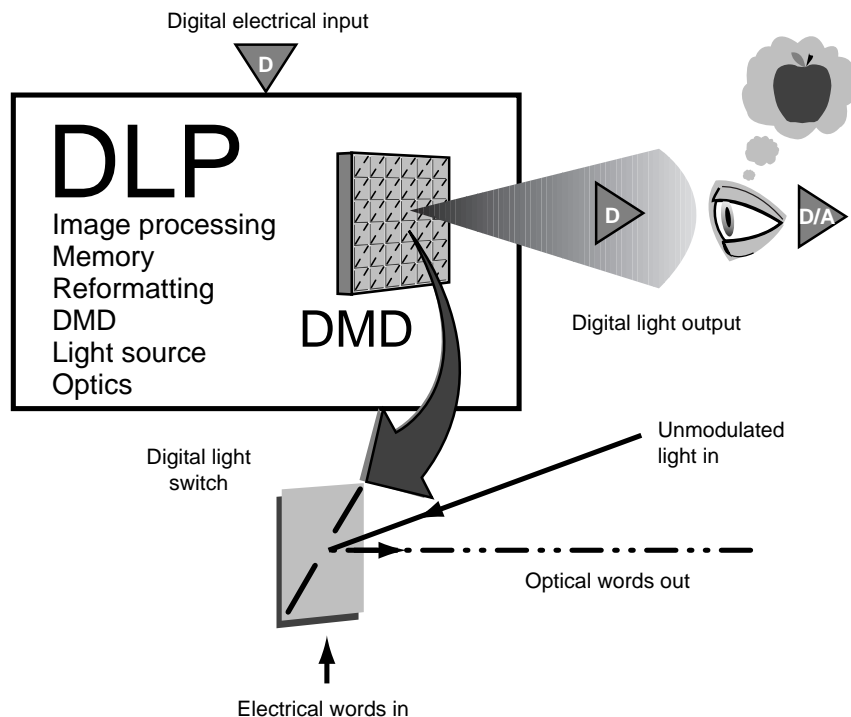 Digital electrical input
D
DLP
Image processing
Memory
Reformatting
DMD
Light source
Optics
DMD
D
D/A
Digital light output
Digital light
switch
Unmodulated
light in
Optical words out
Electrical words in